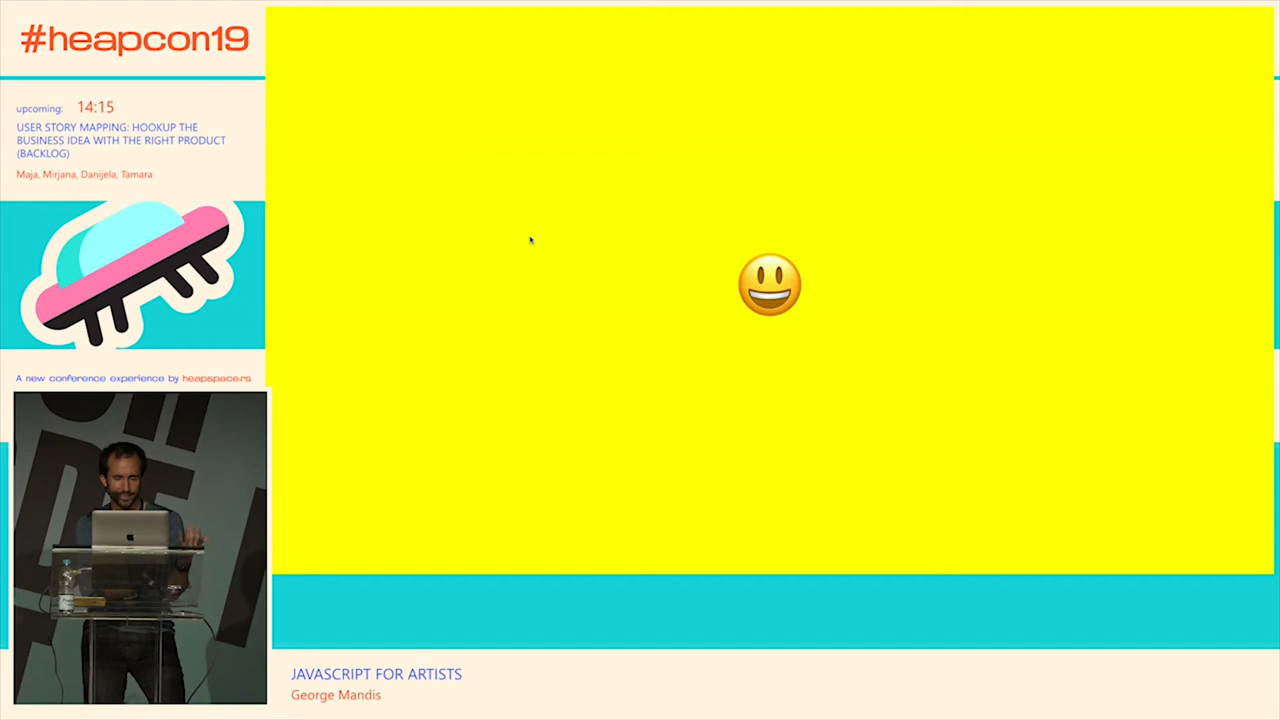 #heapcon19
upcoming: 14:15
USER STORY MAPPING: HOOKUP THE
BUSINESS IDEA WITH THE RIGHT PRODUCT
(BACKLOG)
Maja, Mirjana, Danijela, Tamara
A new conference experience by heapspace.rs
JAVASCRIPT FOR ARTISTS
George Mandis